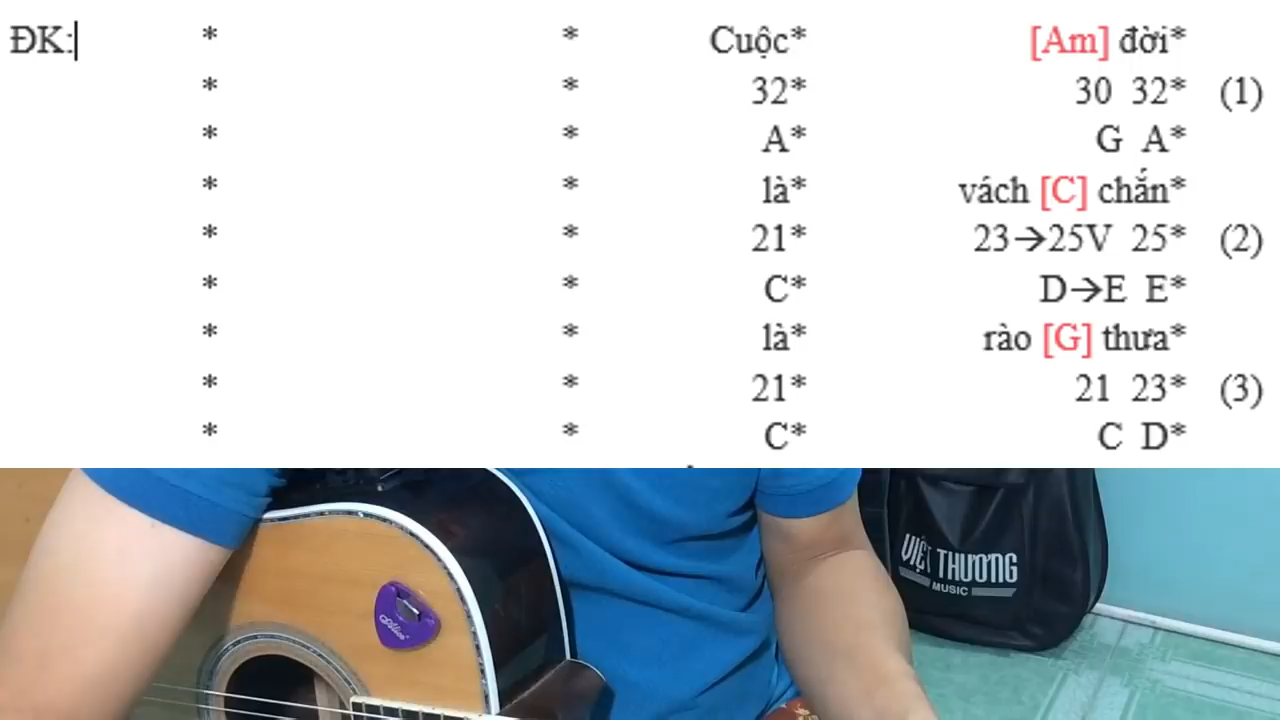 ĐK: * * Cuộc* [Am] đời*
* * 32* 30 32* (1)
* * A* G A*
* * là* vách [C] chắn*
* * 21* 23→25V 25* (2)
* * C* D→E E*
* * là* rào [G] thưa*
* * 21* 21 23* (3)
* * C* C D*
Alice
VIỆT THƯƠNG
MUSIC